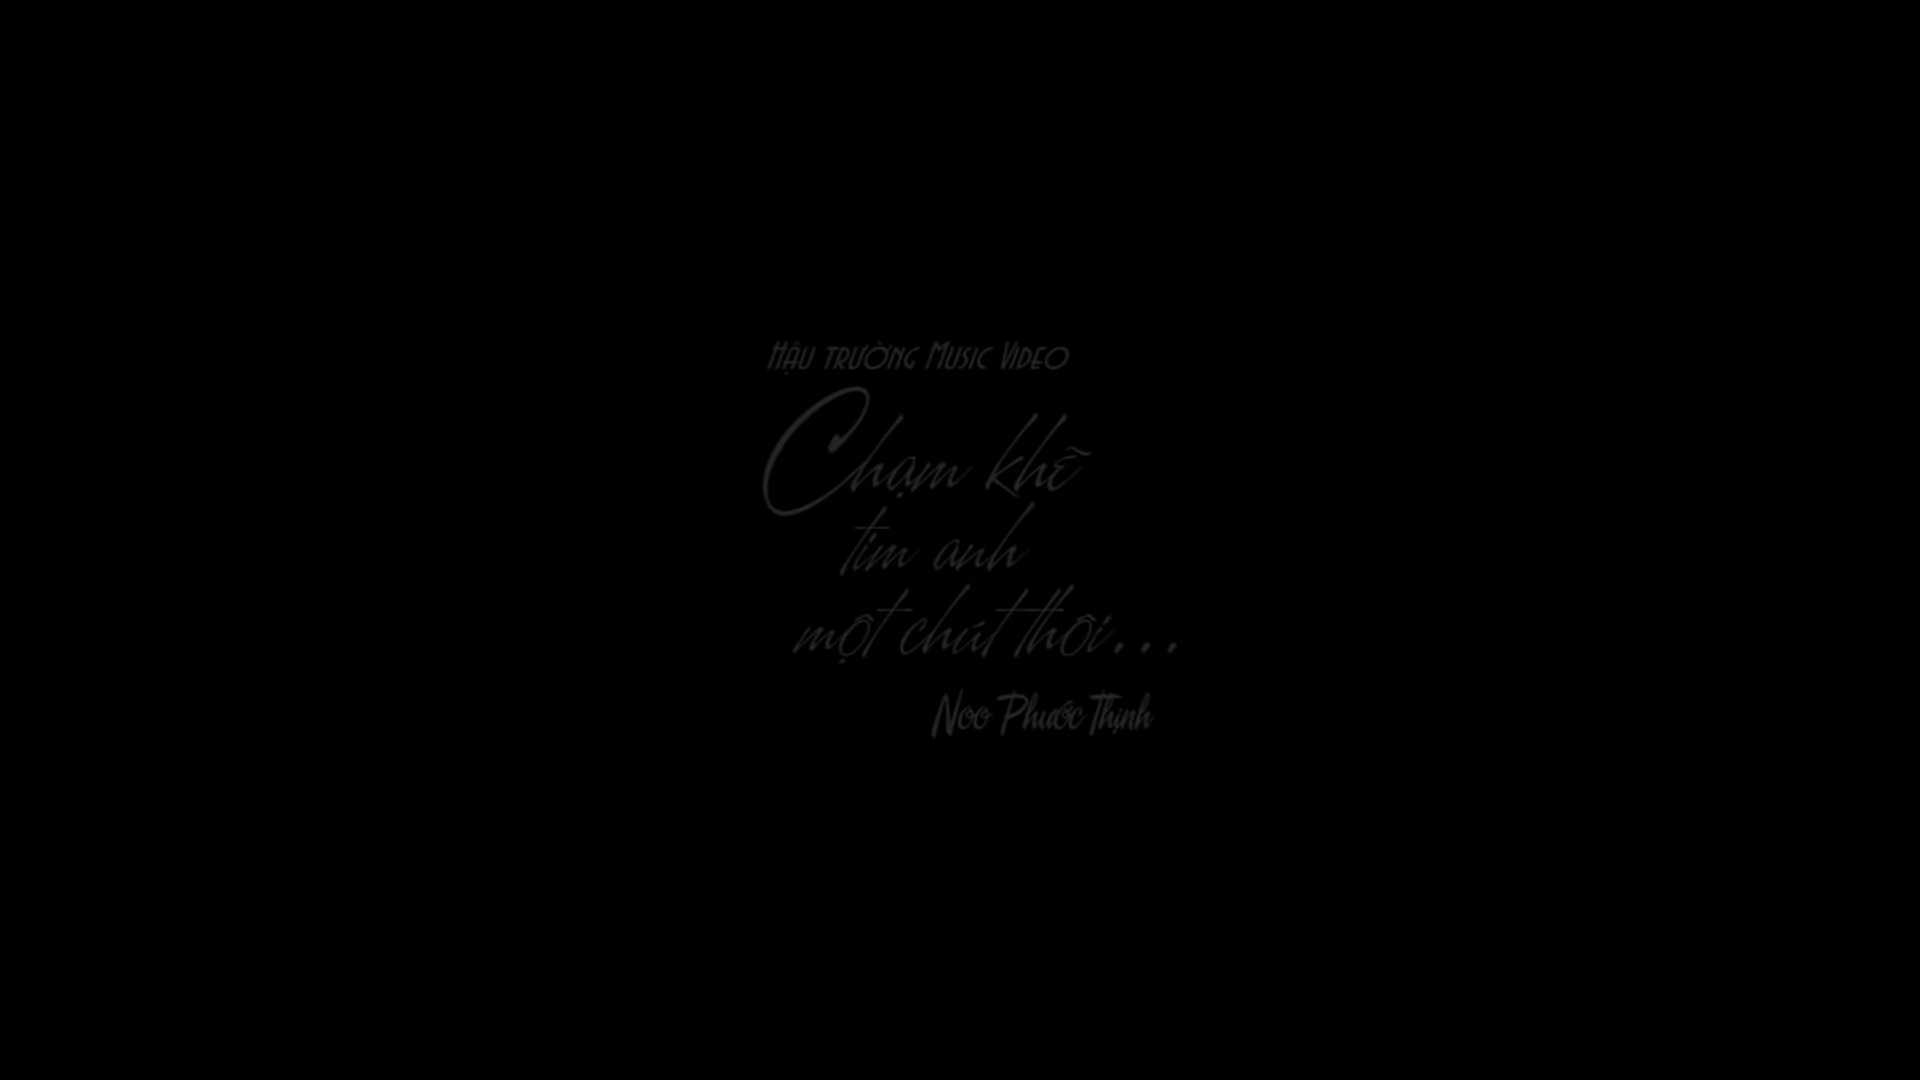 Hậu trường Music Video
Chạm khẽ
tim anh
một chút thôi...
Noo Phước Thịnh